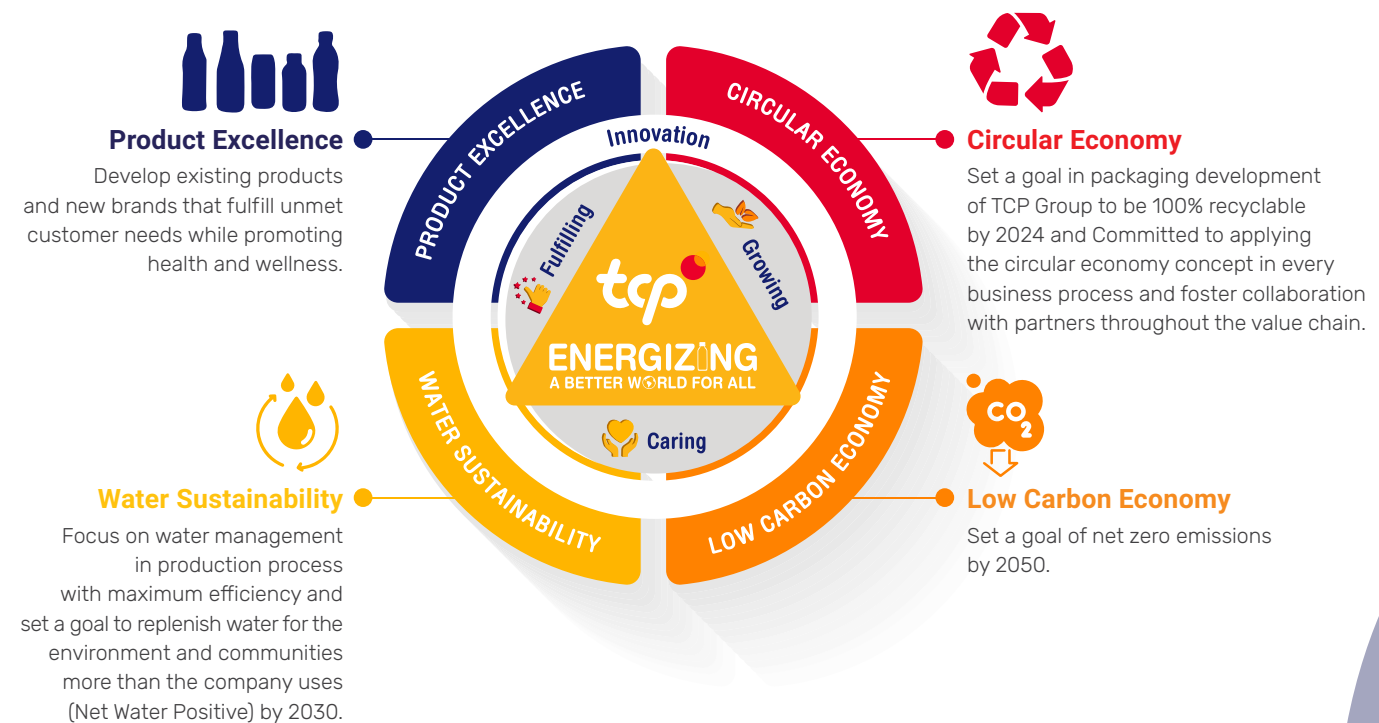 Product Excellence
Develop existing products
and new brands that fulfill unmet
customer needs while promoting
health and wellness.
Water Sustainability
Focus on water management
in production process
with maximum efficiency and
set a goal to replenish water for the
environment and communities
more than the company uses
(Net Water Positive) by 2030.
PRODUCT EXCELLENCE
CIRCULAR ECONOMY
WATER SUSTAINABILITY
LOW CARBON ECONOMY
Innovation
Fulfilling
Growing
tcp
ENERGIZING
A BETTER WORLD FOR ALL
Caring
Circular Economy
Set a goal in packaging development
of TCP Group to be 100% recyclable
by 2024 and Committed to applying
the circular economy concept in every
business process and foster collaboration
with partners throughout the value chain.
CO2
Low Carbon Economy
Set a goal of net zero emissions
by 2050.